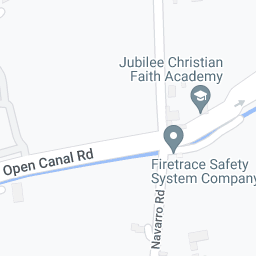 Jubilee Christian
Faith Academy
Open Canal Rd
Firetrace Safety
System Company
Navarro Rd